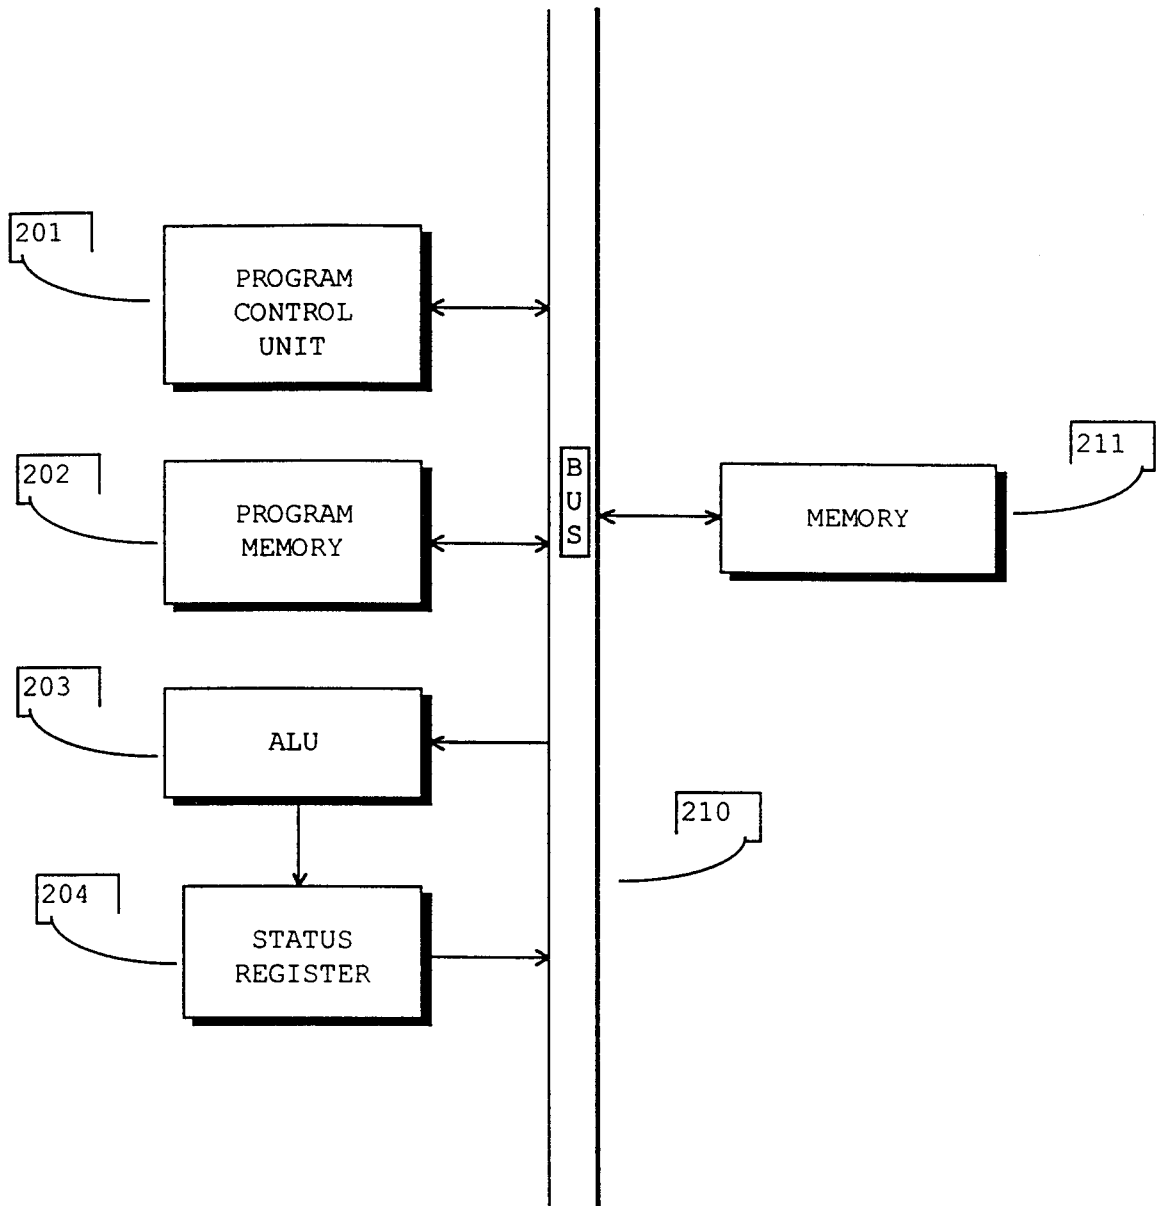 201
PROGRAM
CONTROL
UNIT
202
PROGRAM
MEMORY
B
U
S
211
MEMORY
203
ALU
210
204
STATUS
REGISTER